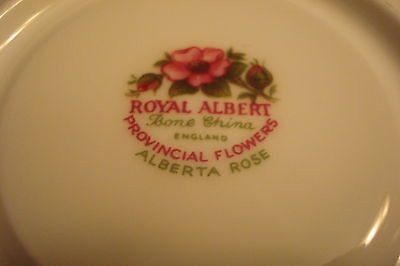 ROYAL ALBERT
Bone China
ENGLAND
PROVINCIAL FLOWERS
ALBERTA ROSE